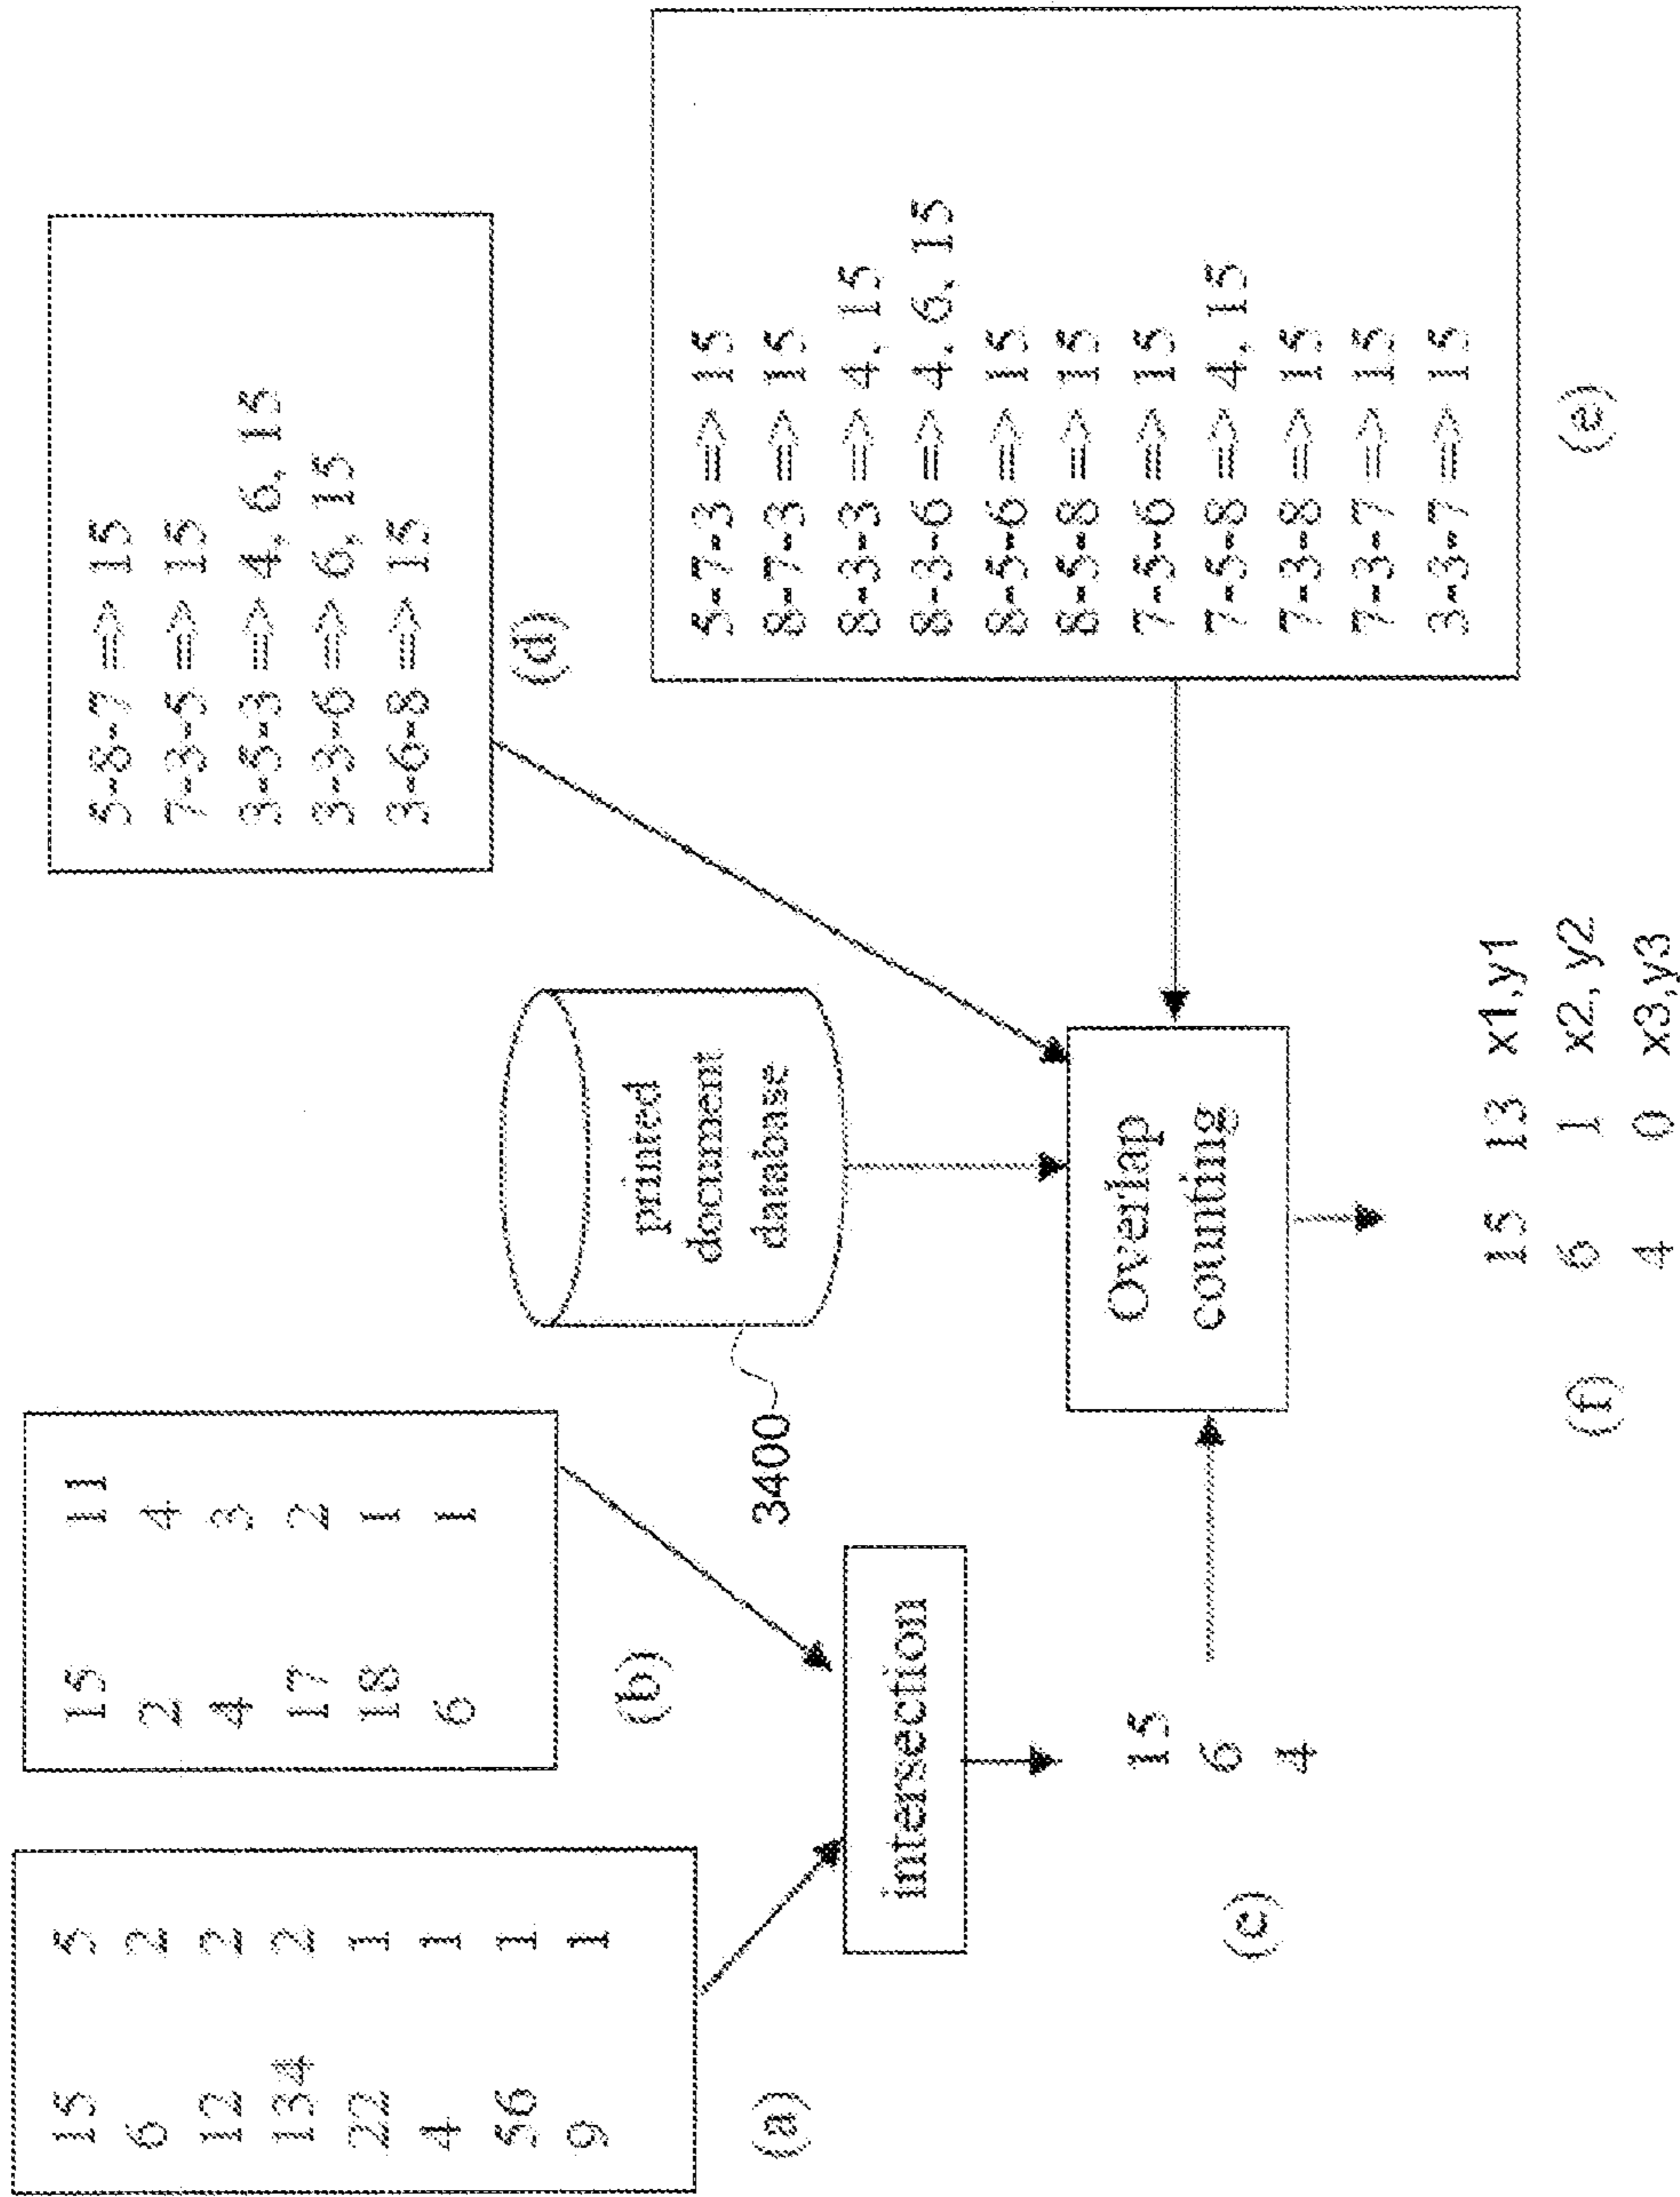 15 5
6 2
12 2
134 2
22 1
4 1
56 1
9 1
(a)
15 11
2 4
4 3
17 2
18 1
6 1
(b)
intersection
15
6
4
(c)
3400
printed
document
database
Overlap
counting
5-8-7 ⇒ 15
7-3-5 ⇒ 15
3-5-3 ⇒ 4, 6, 15
3-3-6 ⇒ 6, 15
3-6-8 ⇒ 15
(d)
5-7-3 ⇒ 15
8-7-3 ⇒ 15
8-3-3 ⇒ 4, 15
8-3-6 ⇒ 4, 6, 15
8-5-6 ⇒ 15
8-5-8 ⇒ 15
7-5-6 ⇒ 15
7-5-8 ⇒ 4, 15
7-3-8 ⇒ 15
7-3-7 ⇒ 15
3-3-7 ⇒ 15
(e)
15 13 x1,y1
6 1 x2,y2
4 0 x3,y3
(f)